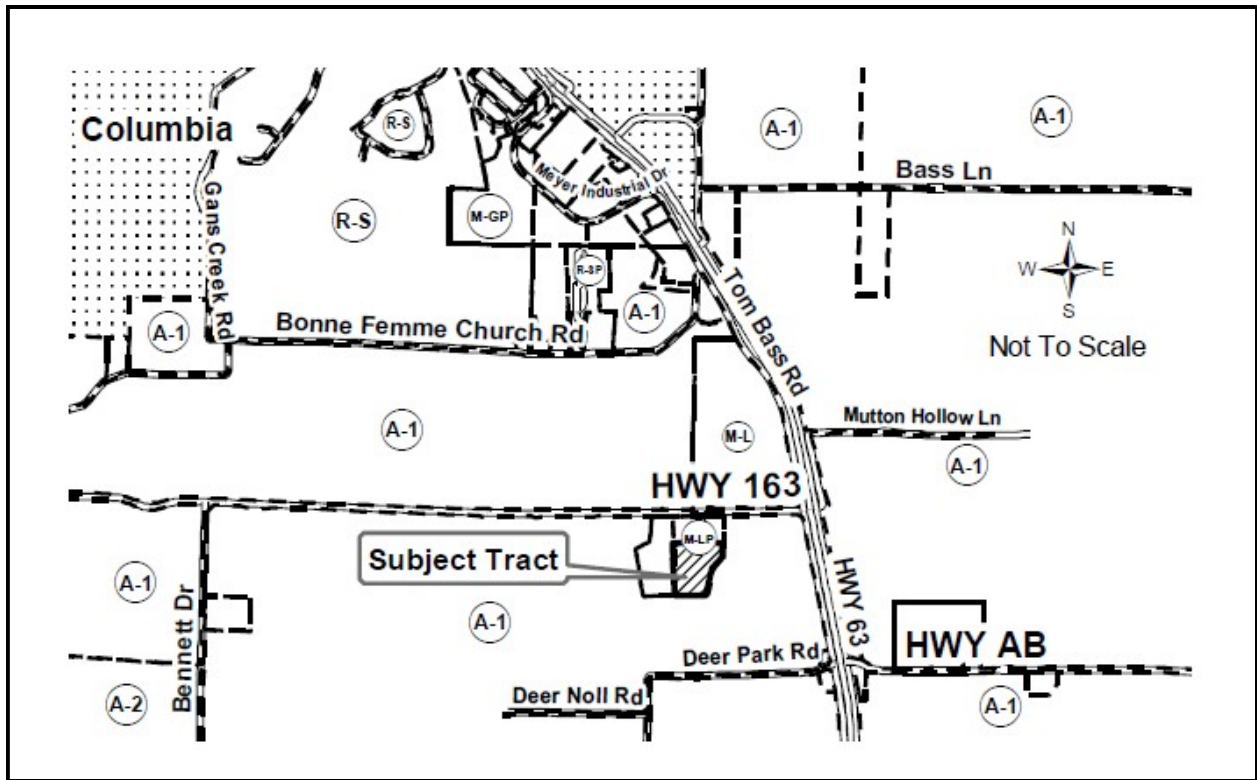 A-1
A-1
Columbia
R-S
Meyer Industrial Dr
Bass Ln
Gans Creek Rd
R-S
M-GP
N
W E
S
R-SP
Tom Bass Rd
A-1
A-1
Bonne Femme Church Rd
Not To Scale
A-1
M-L
Mutton Hollow Ln
A-1
HWY 163
M-LP
Subject Tract
A-1
Bennett Dr
A-1
HWY 63
HWY AB
Deer Park Rd
A-2
Deer Noll Rd
A-1